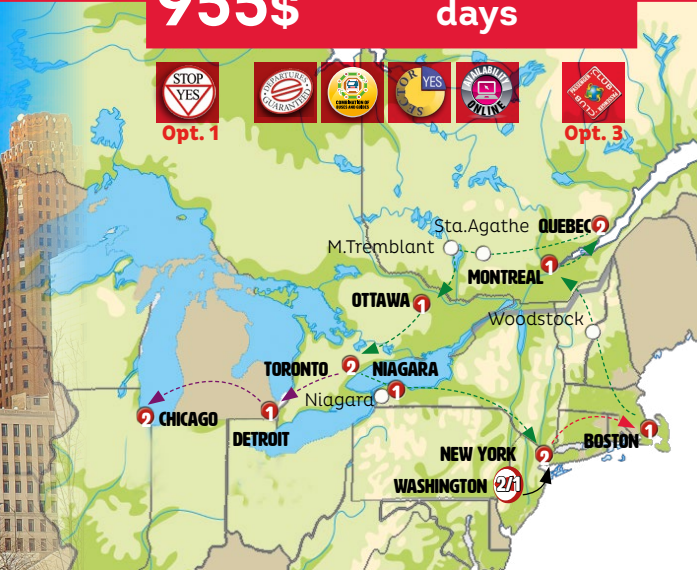 955$
days
STOP
YES
DEPARTURES
GUARANTEED
COMBINATION OF
BUSES AND GUIDES
SECTOR
YES
AVAILABILITY
ONLINE
PASSENGER CLUB
Opt. 1
Opt. 3
Sta.Agathe
QUEBEC 2
M.Tremblant
MONTREAL 1
OTTAWA 1
Woodstock
TORONTO 2
NIAGARA 1
Niagara
2 CHICAGO
1
DETROIT
BOSTON 1
NEW YORK 2
WASHINGTON 2/1